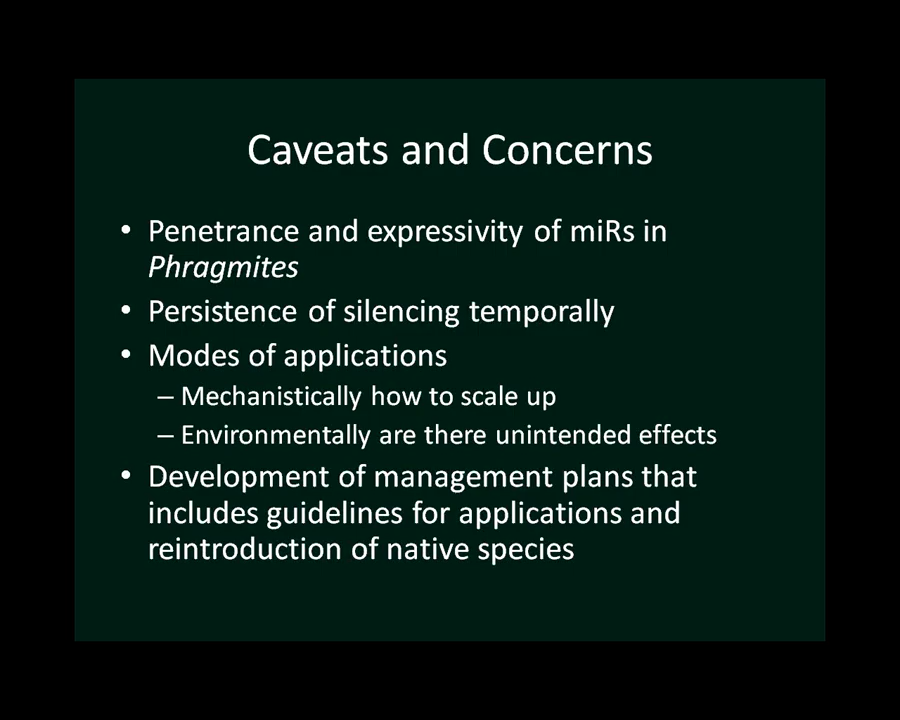 Caveats and Concerns
• Penetrance and expressivity of miRs in
Phragmites
• Persistence of silencing temporally
• Modes of applications
– Mechanistically how to scale up
– Environmentally are there unintended effects
• Development of management plans that
includes guidelines for applications and
reintroduction of native species